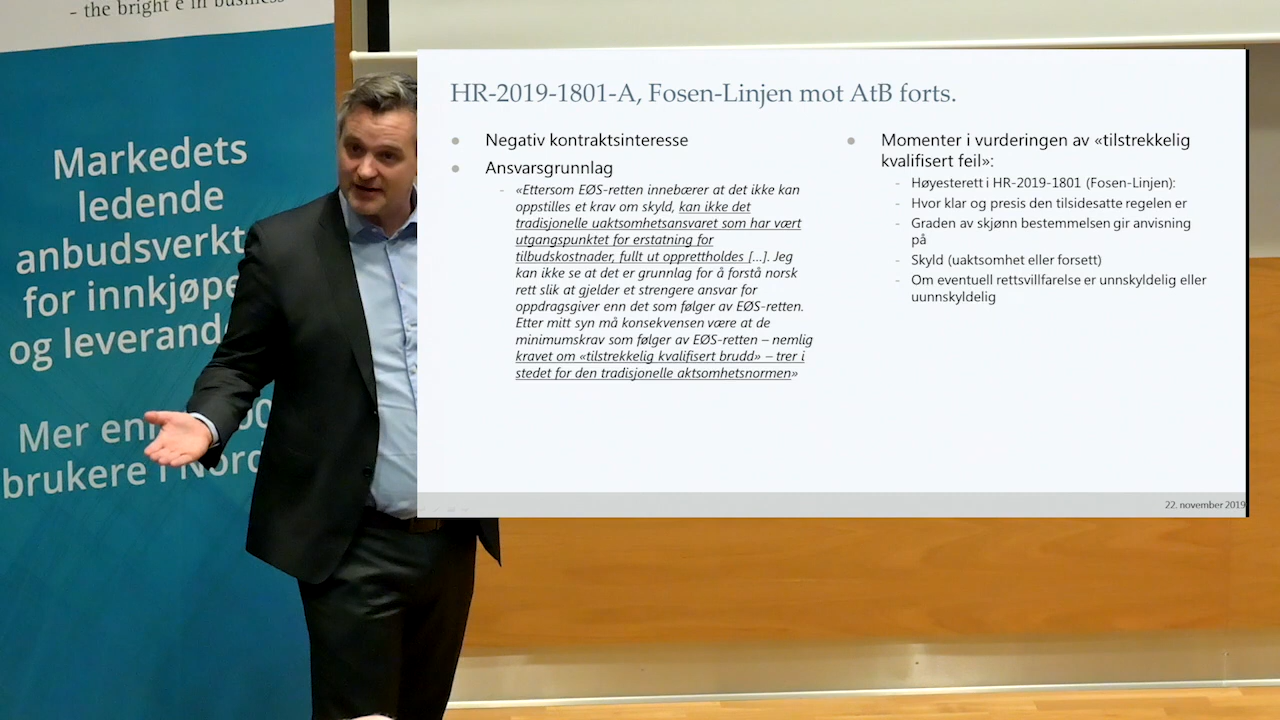 - the bright e in business
Markedets
ledende
anbudsverkt
for innkjøpe
og leverand
Mer enn
brukere i Nord
HR-2019-1801-A, Fosen-Linjen mot AtB forts.
Negativ kontraktsinteresse
Ansvarsgrunnlag
- «Ettersom EØS-retten innebærer at det ikke kan
oppstilles et krav om skyld, kan ikke det
tradisjonelle uaktsomhetsansvaret som har vært
utgangspunktet for erstatning for
tilbudskostnader, fullt ut opprettholdes [...]. Jeg
kan ikke se at det er grunnlag for å forstå norsk
rett slik at gjelder et strengere ansvar for
oppdragsgiver enn det som følger av EØS-retten.
Etter mitt syn må konsekvensen være at de
minimumskrav som følger av EØS-retten – nemlig
kravet om «tilstrekkelig kvalifisert brudd» – trer i
stedet for den tradisjonelle aktsomhetsnormen»
Momenter i vurderingen av «tilstrekkelig
kvalifisert feil»:
- Høyesterett i HR-2019-1801 (Fosen-Linjen):
- Hvor klar og presis den tilsidesatte regelen er
- Graden av skjønn bestemmelsen gir anvisning
på
- Skyld (uaktsomhet eller forsett)
- Om eventuell rettsvillfarelse er unnskyldelig eller
uunnskyldelig
22. november 2019